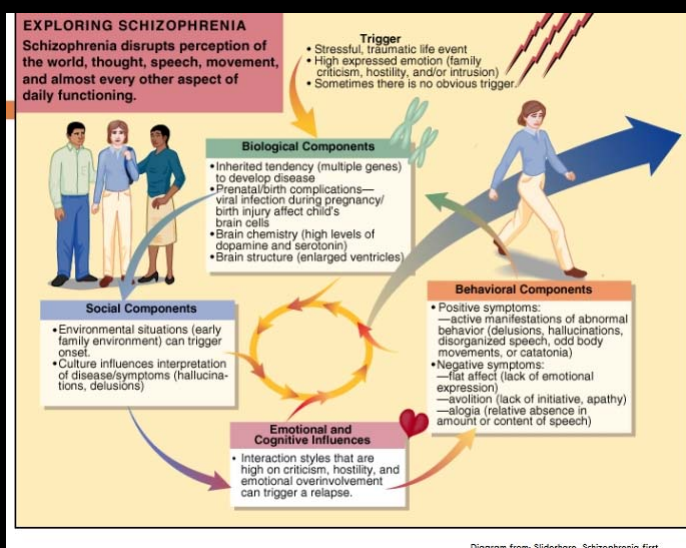 EXPLORING SCHIZOPHRENIA
Schizophrenia disrupts perception of
the world, thought, speech, movement,
and almost every other aspect of
daily functioning.
Trigger
• Stressful, traumatic life event
• High expressed emotion (family
criticism, hostility, and/or intrusion)
• Sometimes there is no obvious trigger.
Biological Components
• Inherited tendency (multiple genes)
to develop disease
• Prenatal/birth complications—
viral infection during pregnancy/
birth injury affect child's
brain cells
• Brain chemistry (high levels of
dopamine and serotonin)
• Brain structure (enlarged ventricles)
Social Components
• Environmental situations (early
family environment) can trigger
onset.
• Culture influences interpretation
of disease/symptoms (hallucina-
tions, delusions)
Behavioral Components
• Positive symptoms:
—active manifestations of abnormal
behavior (delusions, hallucinations,
disorganized speech, odd body
movements, or catatonia)
• Negative symptoms:
—flat affect (lack of emotional
expression)
—avolition (lack of initiative, apathy)
—alogia (relative absence in
amount or content of speech)
Emotional and
Cognitive Influences
• Interaction styles that are
high on criticism, hostility, and
emotional overinvolvement
can trigger a relapse.
Diagram from: Slidershare, Schizophrenia first